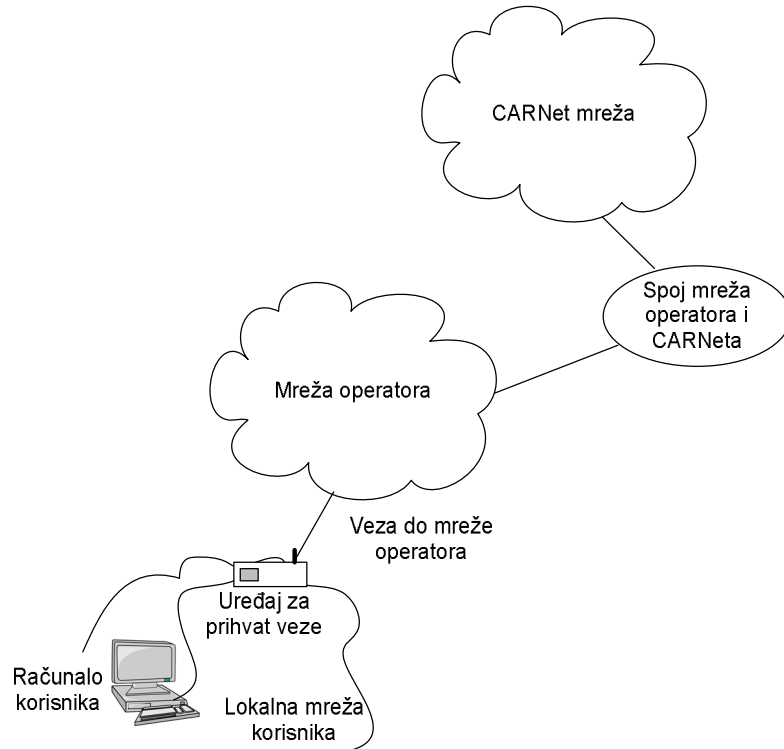 CARNet mreža
Spoj mreža
operatora i
CARNeta
Mreža operatora
Veza do mreže
operatora
Uređaj za
prihvat veze
Računalo
korisnika
Lokalna mreža
korisnika